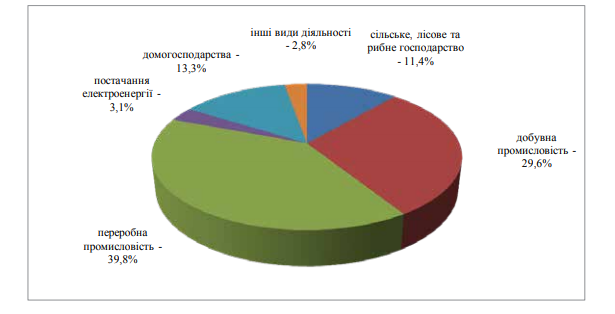 інші види діяльності
- 2,8%
сільське, лісове та
рибне господарство
- 11,4%
домогосподарства -
13,3%
постачання
електроенергії -
3,1%
добувна
промисловість -
29,6%
переробна
промисловість -
39,8%